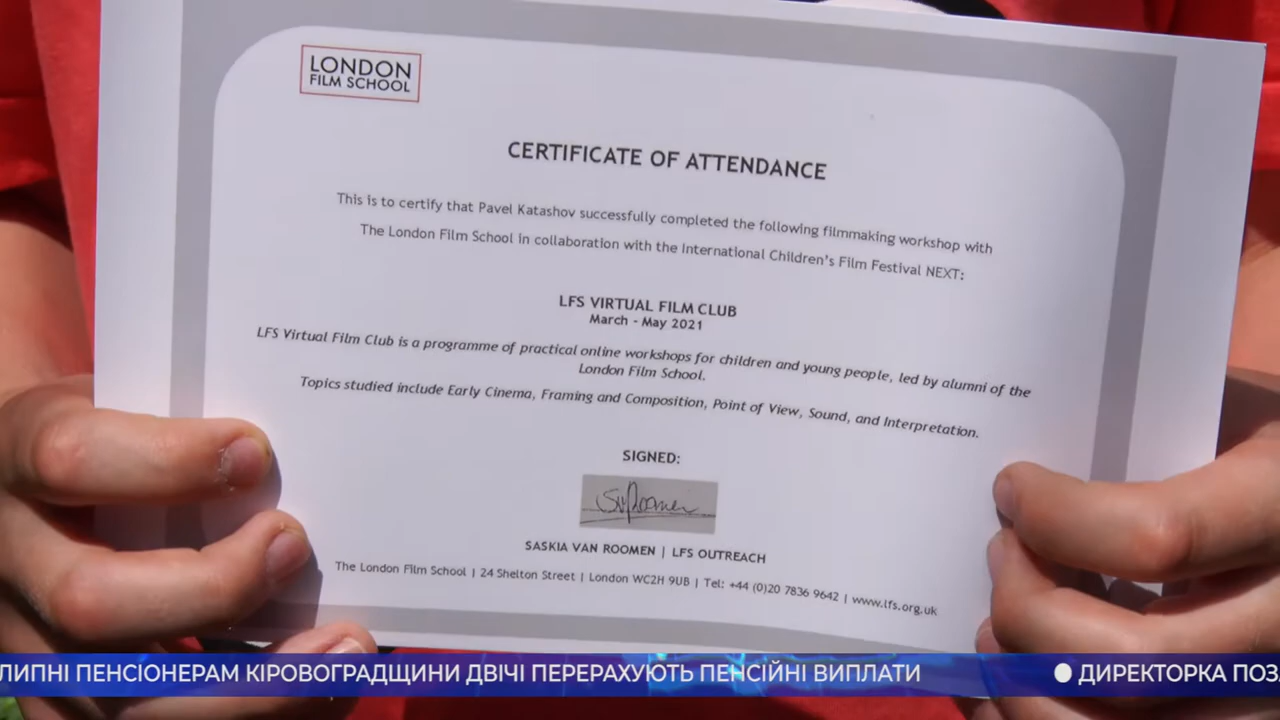 LONDON
FILM SCHOOL
CERTIFICATE OF ATTENDANCE
This is to certify that Pavel Katashov successfully completed the following filmmaking workshop with
The London Film School in collaboration with the International Children's Film Festival NEXT:
LFS VIRTUAL FILM CLUB
March - May 2021
LFS Virtual Film Club is a programme of practical online workshops for children and young people, led by alumni of the
London Film School.
Topics studied include Early Cinema, Framing and Composition, Point of View, Sound, and Interpretation.
SIGNED:
SvRoomen
SASKIA VAN ROOMEN | LFS OUTREACH
The London Film School | 24 Shelton Street | London WC2H 9UB | Tel: +44 (0)20 7836 9642 | www.lfs.org.uk
ЛИПНІ ПЕНСІОНЕРАМ КІРОВОГРАДЩИНИ ДВІЧІ ПЕРЕРАХУЮТЬ ПЕНСІЙНІ ВИПЛАТИ ● ДИРЕКТОРКА ПОЗА